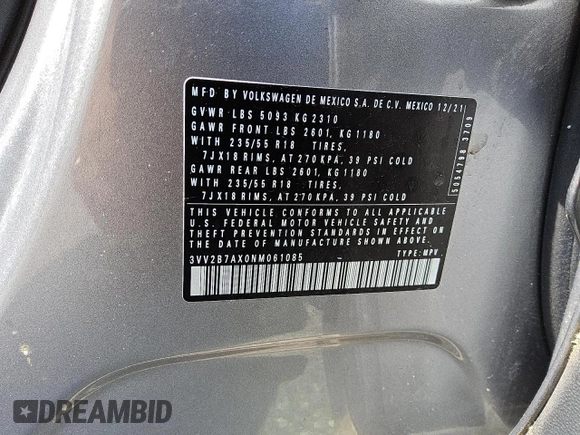 MFD BY VOLKSWAGEN DE MEXICO S.A. DE C.V. MEXICO 12/21
GVWR LBS 5093 KG2310
GAWR FRONT LBS 2601, KG1180
WITH 235/55 R18 TIRES,
7JX18 RIMS, AT 270KPA, 39 PSI COLD
GAWR REAR LBS 2601, KG1180
WITH 235/55 R18 TIRES,
7JX18 RIMS, AT 270KPA, 39 PSI COLD
THIS VEHICLE CONFORMS TO ALL APPLICABLE
U.S. FEDERAL MOTOR VEHICLE SAFETY AND THEFT
PREVENTION STANDARDS IN EFFECT ON
THE DATE OF MANUFACTURE SHOWN ABOVE.
3VV2B7AX0NM061085 TYPE: MPV
5054798 3709
DREAMBID